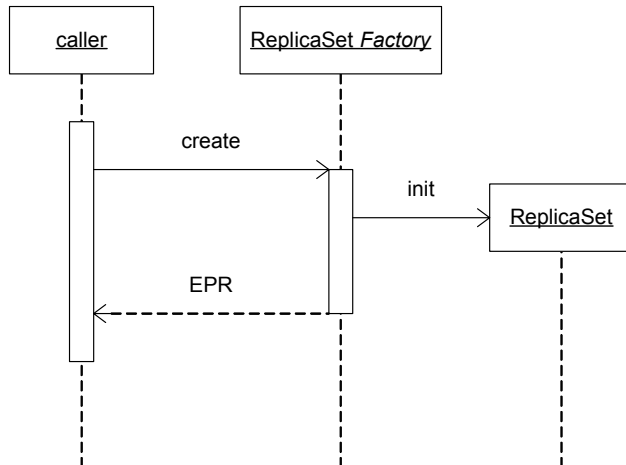 caller
ReplicaSet Factory
create
init
ReplicaSet
EPR